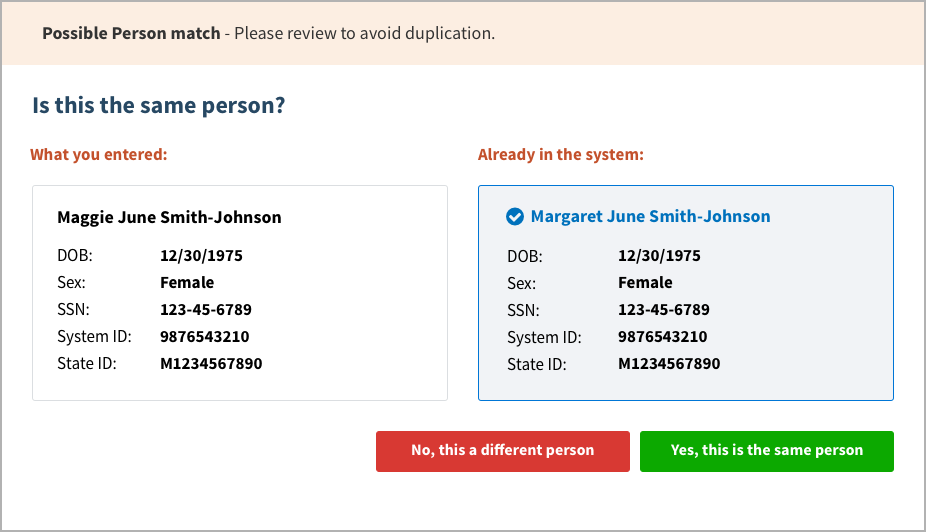 Possible Person match - Please review to avoid duplication.
Is this the same person?
What you entered:
Maggie June Smith-Johnson
DOB: 12/30/1975
Sex: Female
SSN: 123-45-6789
System ID: 9876543210
State ID: M1234567890
Already in the system:
Margaret June Smith-Johnson
DOB: 12/30/1975
Sex: Female
SSN: 123-45-6789
System ID: 9876543210
State ID: M1234567890
No, this a different person
Yes, this is the same person